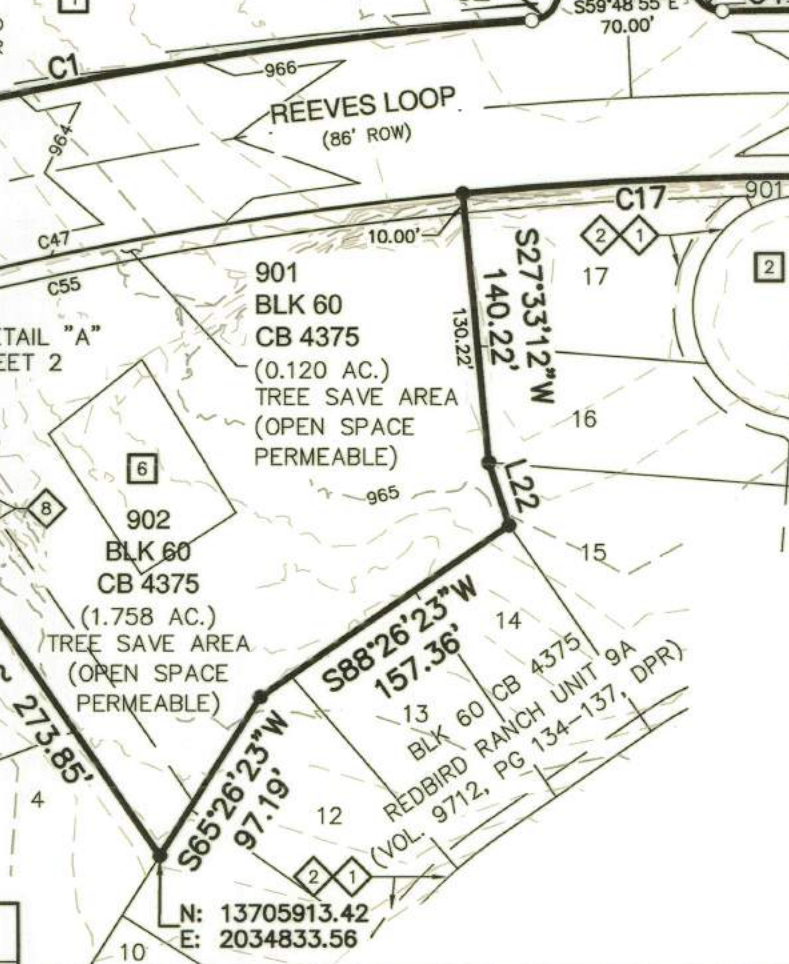 1
S59°48'55"E
70.00'
C1
966
REEVES LOOP
(86' ROW)
964
901
C17
C47
10.00'
2 1
17
2
C55
901
BLK 60
CB 4375
(0.120 AC.)
TREE SAVE AREA
(OPEN SPACE
PERMEABLE)
S27°33'12"W
140.22'
130.22'
ETAIL "A"
EET 2
16
6
965
L22
8
902
BLK 60
CB 4375
(1.758 AC.)
TREE SAVE AREA
(OPEN SPACE
PERMEABLE)
15
14
S88°26'23"W
157.36'
13
BLK 60 CB 4375
REDBIRD RANCH UNIT 9A
(VOL. 9712, PG 134-137, DPR)
273.85'
4
S65°26'23"W
97.19'
12
2 1
N: 13705913.42
E: 2034833.56
10